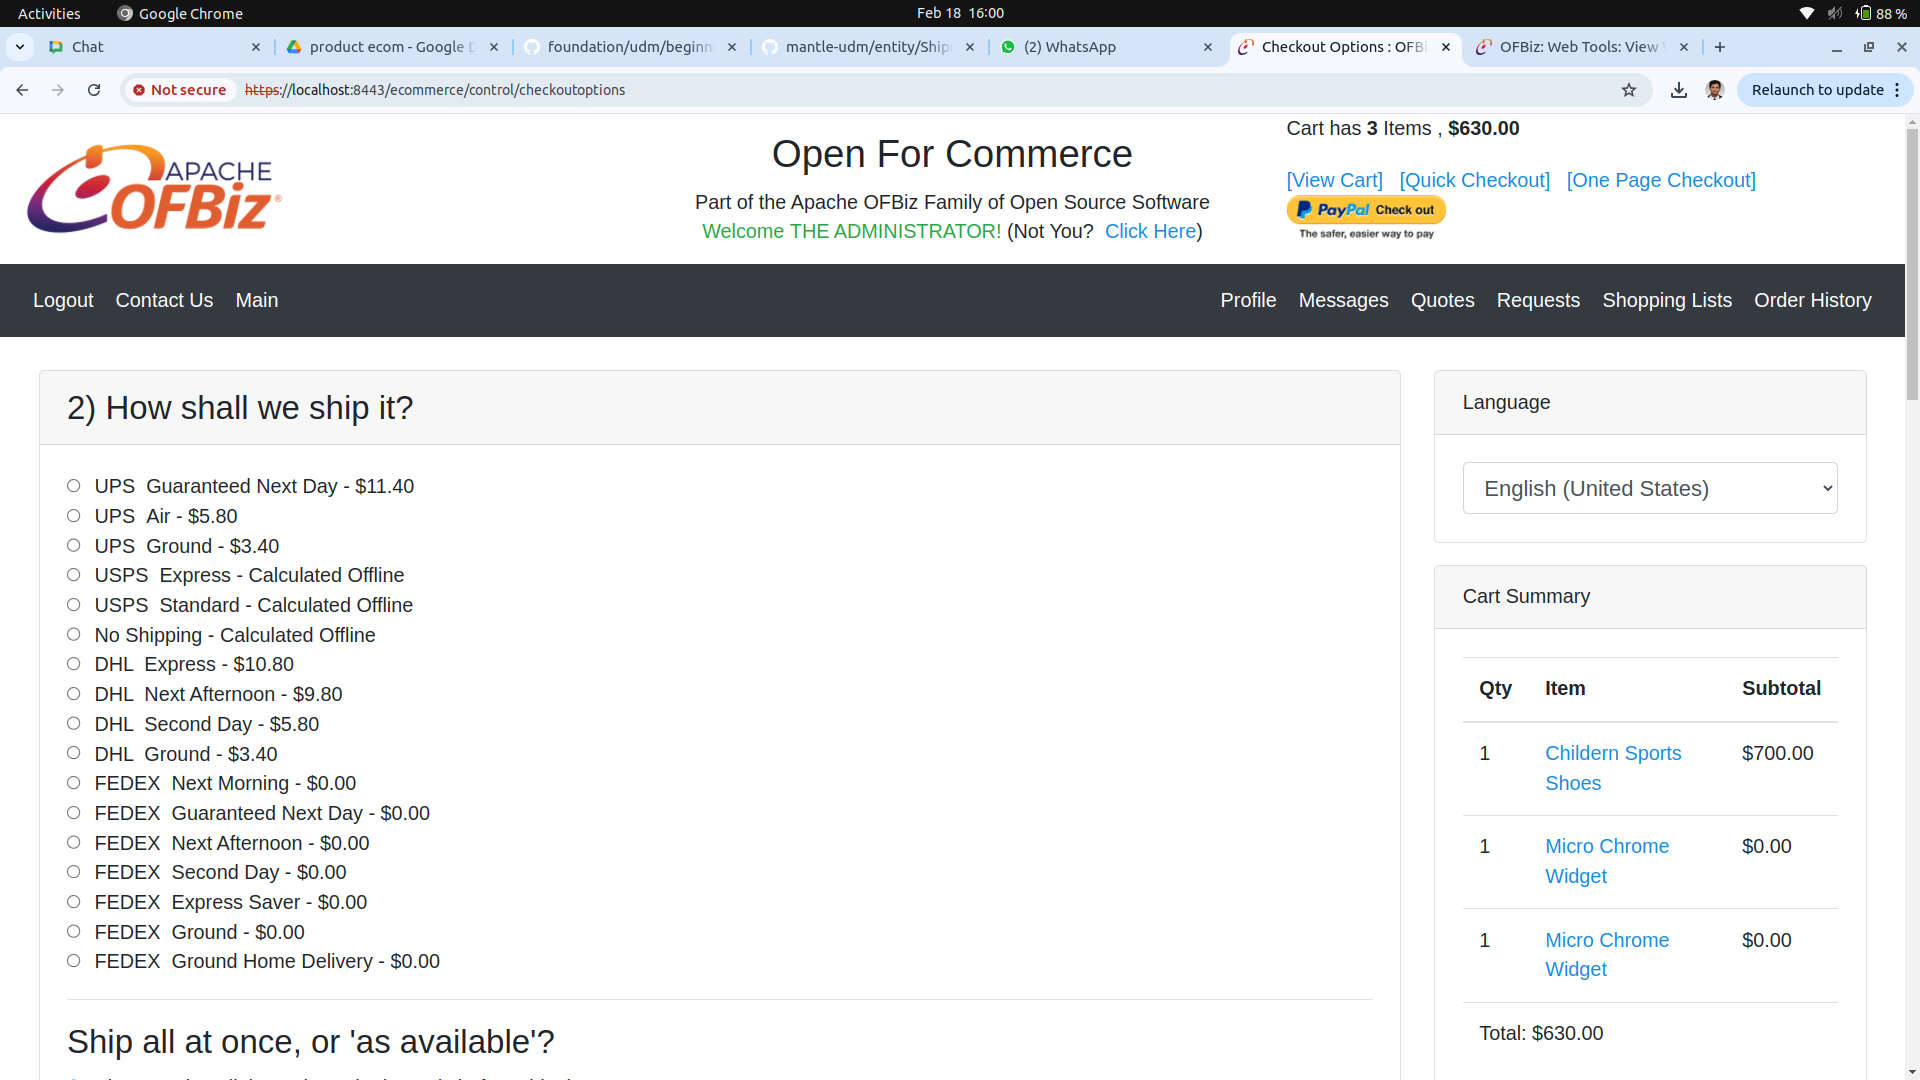 Activities
Google Chrome
Feb 18 16:00
88 %
Chat
product ecom - Google D
foundation/udm/beginn
mantle-udm/entity/Ship
(2) WhatsApp
Checkout Options : OFBi
OFBiz: Web Tools: View
Not secure
https://localhost:8443/ecommerce/control/checkoutoptions
Relaunch to update
APACHE
OFBiz
®
Open For Commerce
Part of the Apache OFBiz Family of Open Source Software
Welcome THE ADMINISTRATOR! (Not You? Click Here)
Cart has 3 Items , $630.00
[View Cart] [Quick Checkout] [One Page Checkout]
PayPal Check out
The safer, easier way to pay
Logout Contact Us Main
Profile Messages Quotes Requests Shopping Lists Order History
2) How shall we ship it?
UPS Guaranteed Next Day - $11.40
UPS Air - $5.80
UPS Ground - $3.40
USPS Express - Calculated Offline
USPS Standard - Calculated Offline
No Shipping - Calculated Offline
DHL Express - $10.80
DHL Next Afternoon - $9.80
DHL Second Day - $5.80
DHL Ground - $3.40
FEDEX Next Morning - $0.00
FEDEX Guaranteed Next Day - $0.00
FEDEX Next Afternoon - $0.00
FEDEX Second Day - $0.00
FEDEX Express Saver - $0.00
FEDEX Ground - $0.00
FEDEX Ground Home Delivery - $0.00
Ship all at once, or 'as available'?
Language
English (United States)
Cart Summary
Qty Item Subtotal
1 Childern Sports $700.00
Shoes
1 Micro Chrome $0.00
Widget
1 Micro Chrome $0.00
Widget
Total: $630.00